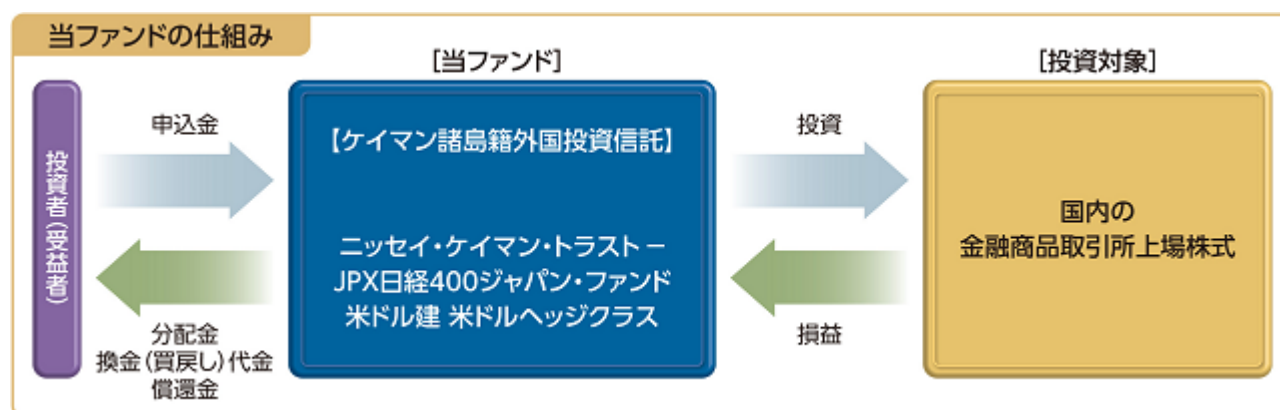 当ファンドの仕組み
[当ファンド]
[投資対象]
投資者(受益者)
申込金
【ケイマン諸島籍外国投資信託】
投資
ニッセイ・ケイマン・トラスト－
JPX日経400ジャパン・ファンド
米ドル建 米ドルヘッジクラス
国内の
金融商品取引所上場株式
分配金
換金(買戻し)代金
償還金
損益